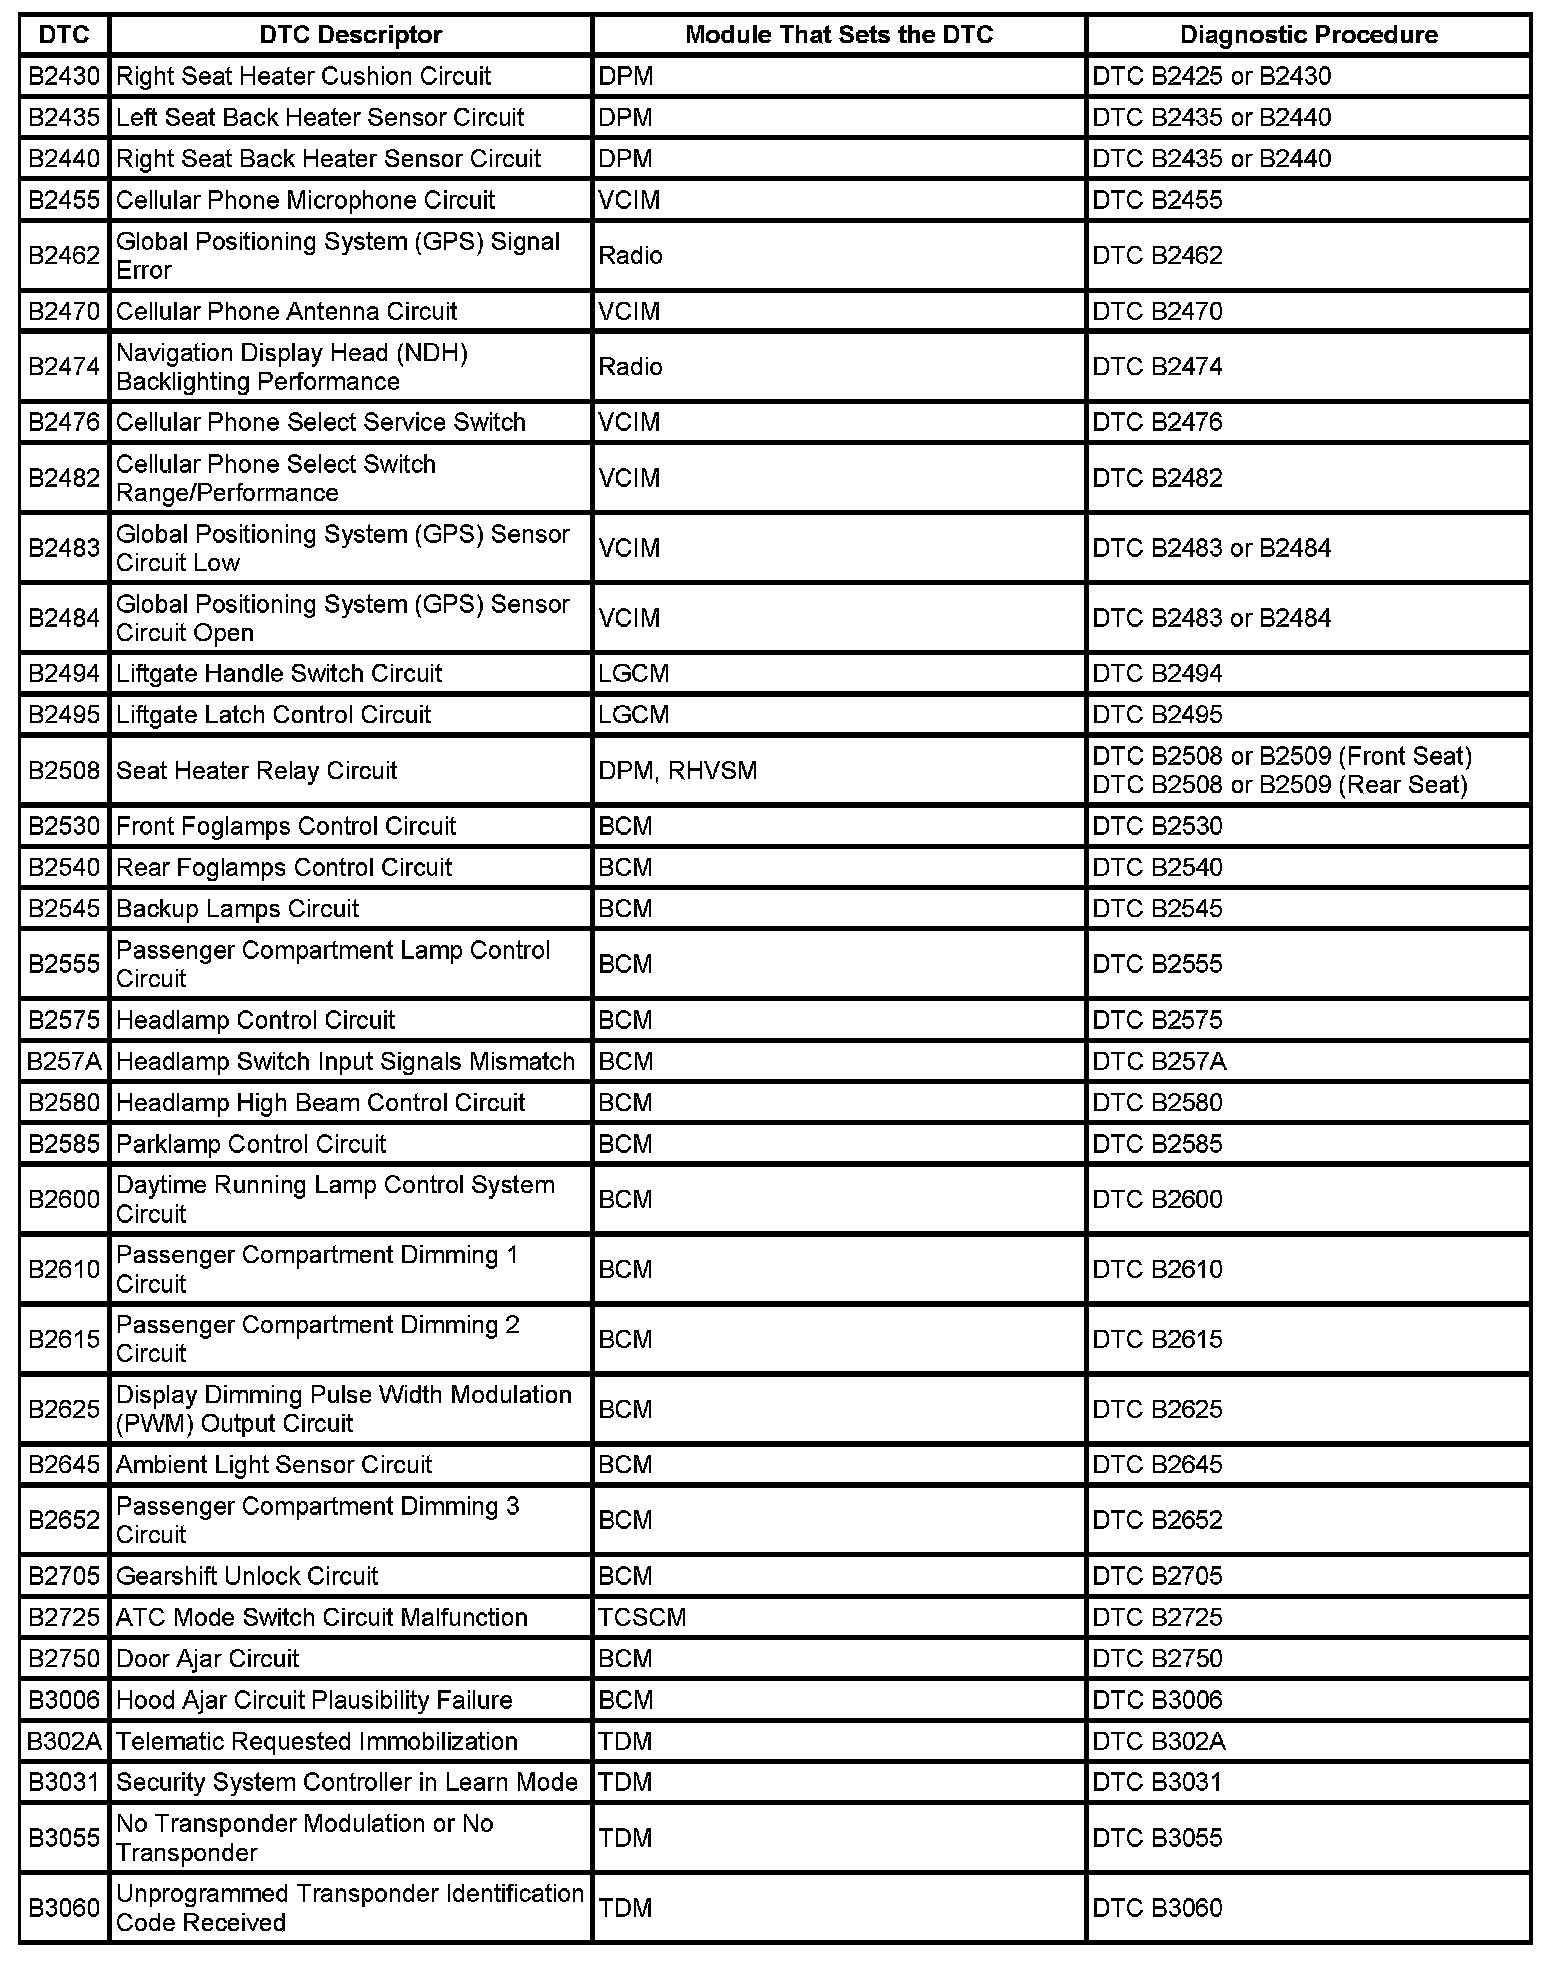 DTC DTC Descriptor Module That Sets the DTC Diagnostic Procedure
B2430 Right Seat Heater Cushion Circuit DPM DTC B2425 or B2430
B2435 Left Seat Back Heater Sensor Circuit DPM DTC B2435 or B2440
B2440 Right Seat Back Heater Sensor Circuit DPM DTC B2435 or B2440
B2455 Cellular Phone Microphone Circuit VCIM DTC B2455
B2462 Global Positioning System (GPS) Signal
Error Radio DTC B2462
B2470 Cellular Phone Antenna Circuit VCIM DTC B2470
B2474 Navigation Display Head (NDH)
Backlighting Performance Radio DTC B2474
B2476 Cellular Phone Select Service Switch VCIM DTC B2476
B2482 Cellular Phone Select Switch
Range/Performance VCIM DTC B2482
B2483 Global Positioning System (GPS) Sensor
Circuit Low VCIM DTC B2483 or B2484
B2484 Global Positioning System (GPS) Sensor
Circuit Open VCIM DTC B2483 or B2484
B2494 Liftgate Handle Switch Circuit LGCM DTC B2494
B2495 Liftgate Latch Control Circuit LGCM DTC B2495
B2508 Seat Heater Relay Circuit DPM, RHVSM DTC B2508 or B2509 (Front Seat)
DTC B2508 or B2509 (Rear Seat)
B2530 Front Foglamps Control Circuit BCM DTC B2530
B2540 Rear Foglamps Control Circuit BCM DTC B2540
B2545 Backup Lamps Circuit BCM DTC B2545
B2555 Passenger Compartment Lamp Control
Circuit BCM DTC B2555
B2575 Headlamp Control Circuit BCM DTC B2575
B257A Headlamp Switch Input Signals Mismatch BCM DTC B257A
B2580 Headlamp High Beam Control Circuit BCM DTC B2580
B2585 Parklamp Control Circuit BCM DTC B2585
B2600 Daytime Running Lamp Control System
Circuit BCM DTC B2600
B2610 Passenger Compartment Dimming 1
Circuit BCM DTC B2610
B2615 Passenger Compartment Dimming 2
Circuit BCM DTC B2615
B2625 Display Dimming Pulse Width Modulation
(PWM) Output Circuit BCM DTC B2625
B2645 Ambient Light Sensor Circuit BCM DTC B2645
B2652 Passenger Compartment Dimming 3
Circuit BCM DTC B2652
B2705 Gearshift Unlock Circuit BCM DTC B2705
B2725 ATC Mode Switch Circuit Malfunction TCSCM DTC B2725
B2750 Door Ajar Circuit BCM DTC B2750
B3006 Hood Ajar Circuit Plausibility Failure BCM DTC B3006
B302A Telematic Requested Immobilization TDM DTC B302A
B3031 Security System Controller in Learn Mode TDM DTC B3031
B3055 No Transponder Modulation or No
Transponder TDM DTC B3055
B3060 Unprogrammed Transponder Identification
Code Received TDM DTC B3060